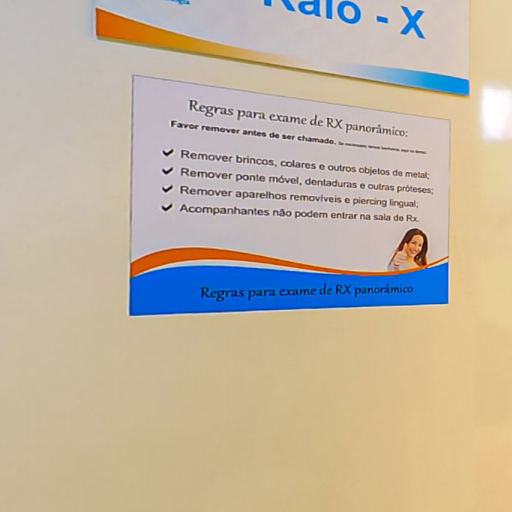 Raio - X
Regras para exame de RX panorâmico:
Favor remover antes de ser chamado.
Remover brincos, colares e outros objetos de metal;
Remover ponte móvel, dentaduras e outras próteses;
Remover aparelhos removíveis e piercing lingual;
Acompanhantes não podem entrar na sala de Rx.
Regras para exame de RX panorâmico